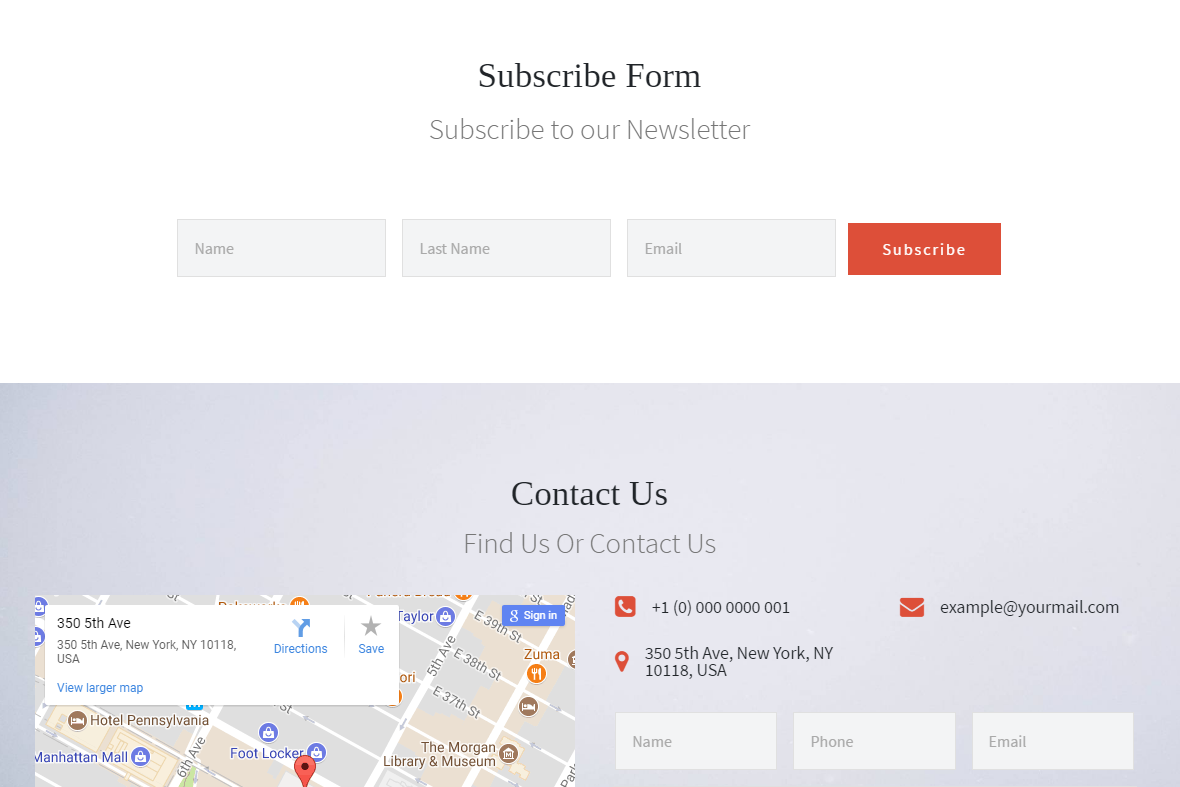 Subscribe Form
Subscribe to our Newsletter
Name
Last Name
Email
Subscribe
Contact Us
Find Us Or Contact Us
350 5th Ave
350 5th Ave, New York, NY 10118,
USA
Directions
Save
View larger map
Sign in
Taylor
E 39th St
5th Ave
E 38th St
Zuma
E 37th St
Hotel Pennsylvania
Manhattan Mall
6th Ave
Foot Locker
The Morgan
Library & Museum
+1 (0) 000 0000 001
example@yourmail.com
350 5th Ave, New York, NY
10118, USA
Name
Phone
Email